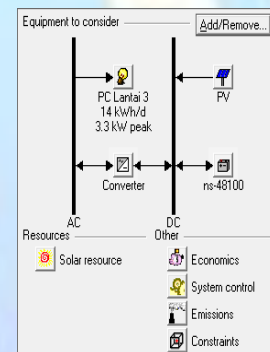 Equipment to consider
Add/Remove...
PC Lantai 3
14 kWh/d
3.3 kW peak
PV
Converter
ns-48100
AC
DC
Resources
Other
Solar resource
Economics
System control
Emissions
Constraints